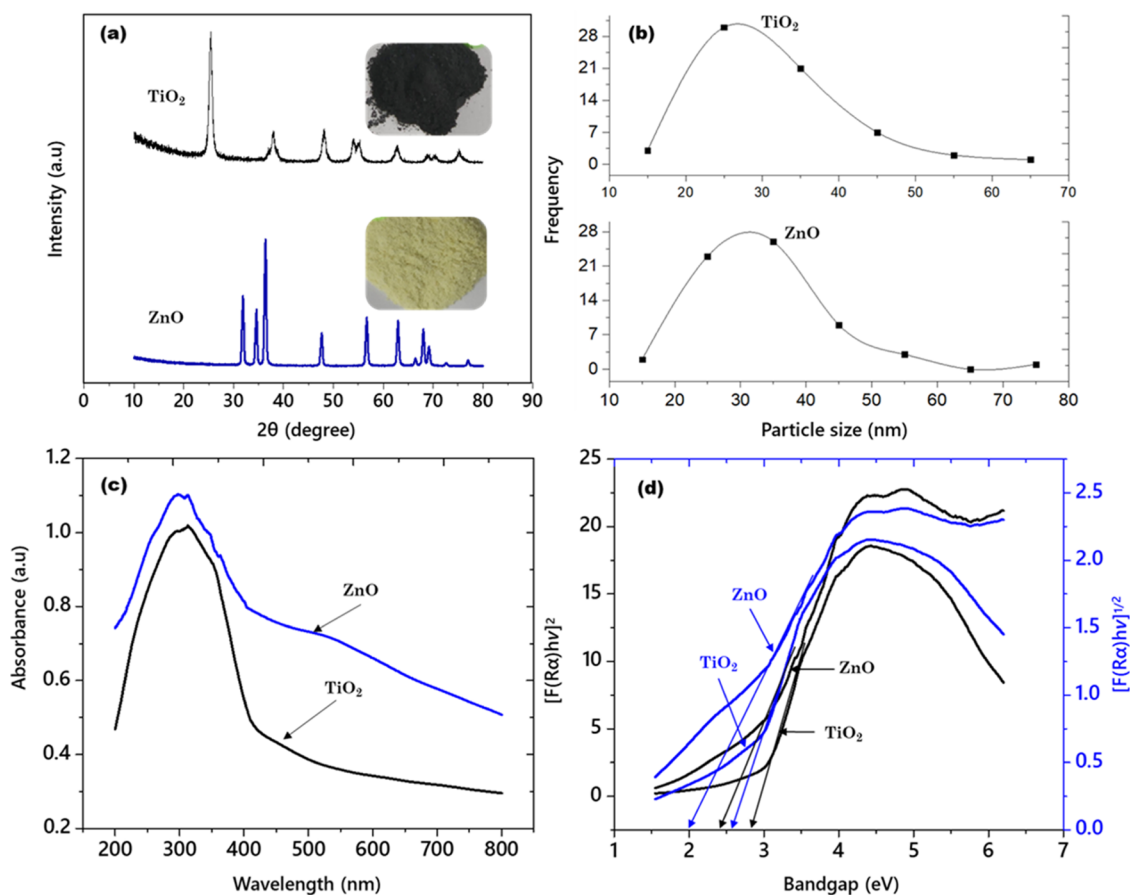 (a)
TiO₂
ZnO
Intensity (a.u)
0 10 20 30 40 50 60 70 80 90
2θ (degree)
(b)
TiO₂
28
21
14
7
0
10 20 30 40 50 60 70
Frequency
ZnO
28
21
14
7
0
10 20 30 40 50 60 70 80
Particle size (nm)
(c)
1.2
1.0
0.8
0.6
0.4
0.2
Absorbance (a.u)
ZnO
TiO₂
200 300 400 500 600 700 800
Wavelength (nm)
(d)
25
20
15
10
5
0
[F(Rα)hν]²
ZnO
TiO₂
ZnO
TiO₂
2.5
2.0
1.5
1.0
0.5
0.0
[F(Rα)hν]¹/²
1 2 3 4 5 6 7
Bandgap (eV)